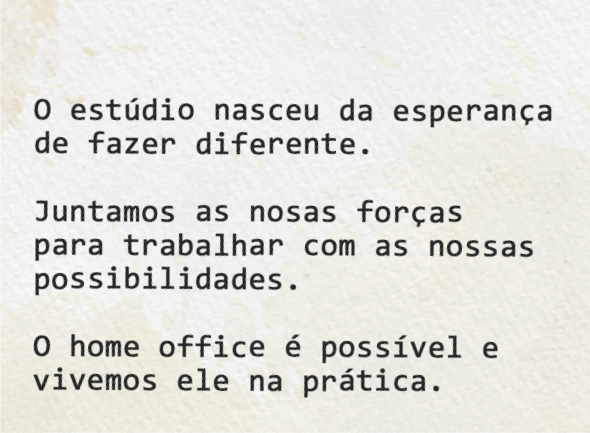 O estúdio nasceu da esperança
de fazer diferente.
Juntamos as nosas forças
para trabalhar com as nossas
possibilidades.
O home office é possível e
vivemos ele na prática.